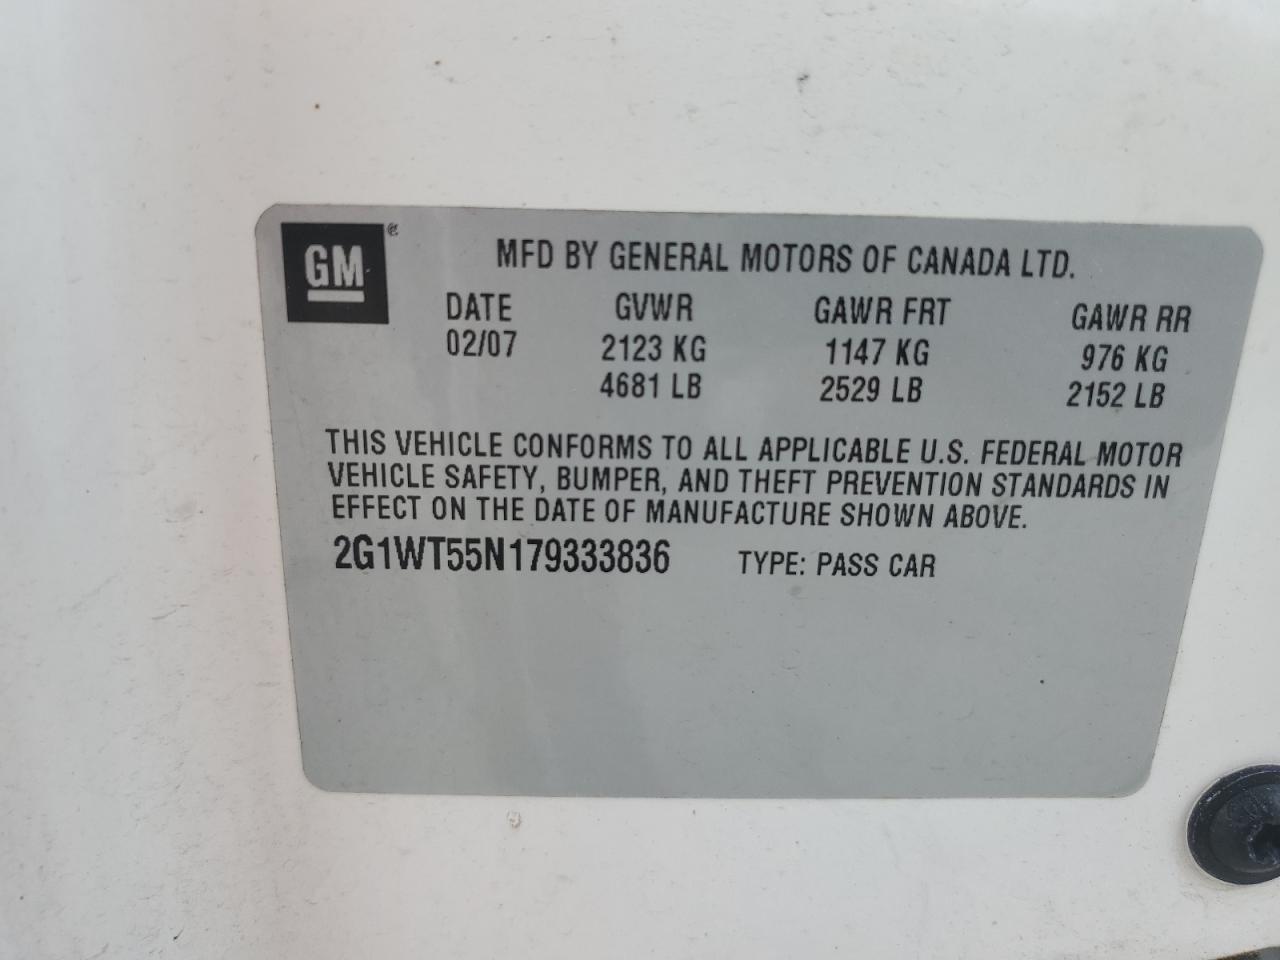 GM®
MFD BY GENERAL MOTORS OF CANADA LTD.
DATE GVWR GAWR FRT GAWR RR
02/07 2123 KG 1147 KG 976 KG
4681 LB 2529 LB 2152 LB
THIS VEHICLE CONFORMS TO ALL APPLICABLE U.S. FEDERAL MOTOR
VEHICLE SAFETY, BUMPER, AND THEFT PREVENTION STANDARDS IN
EFFECT ON THE DATE OF MANUFACTURE SHOWN ABOVE.
2G1WT55N179333836 TYPE: PASS CAR